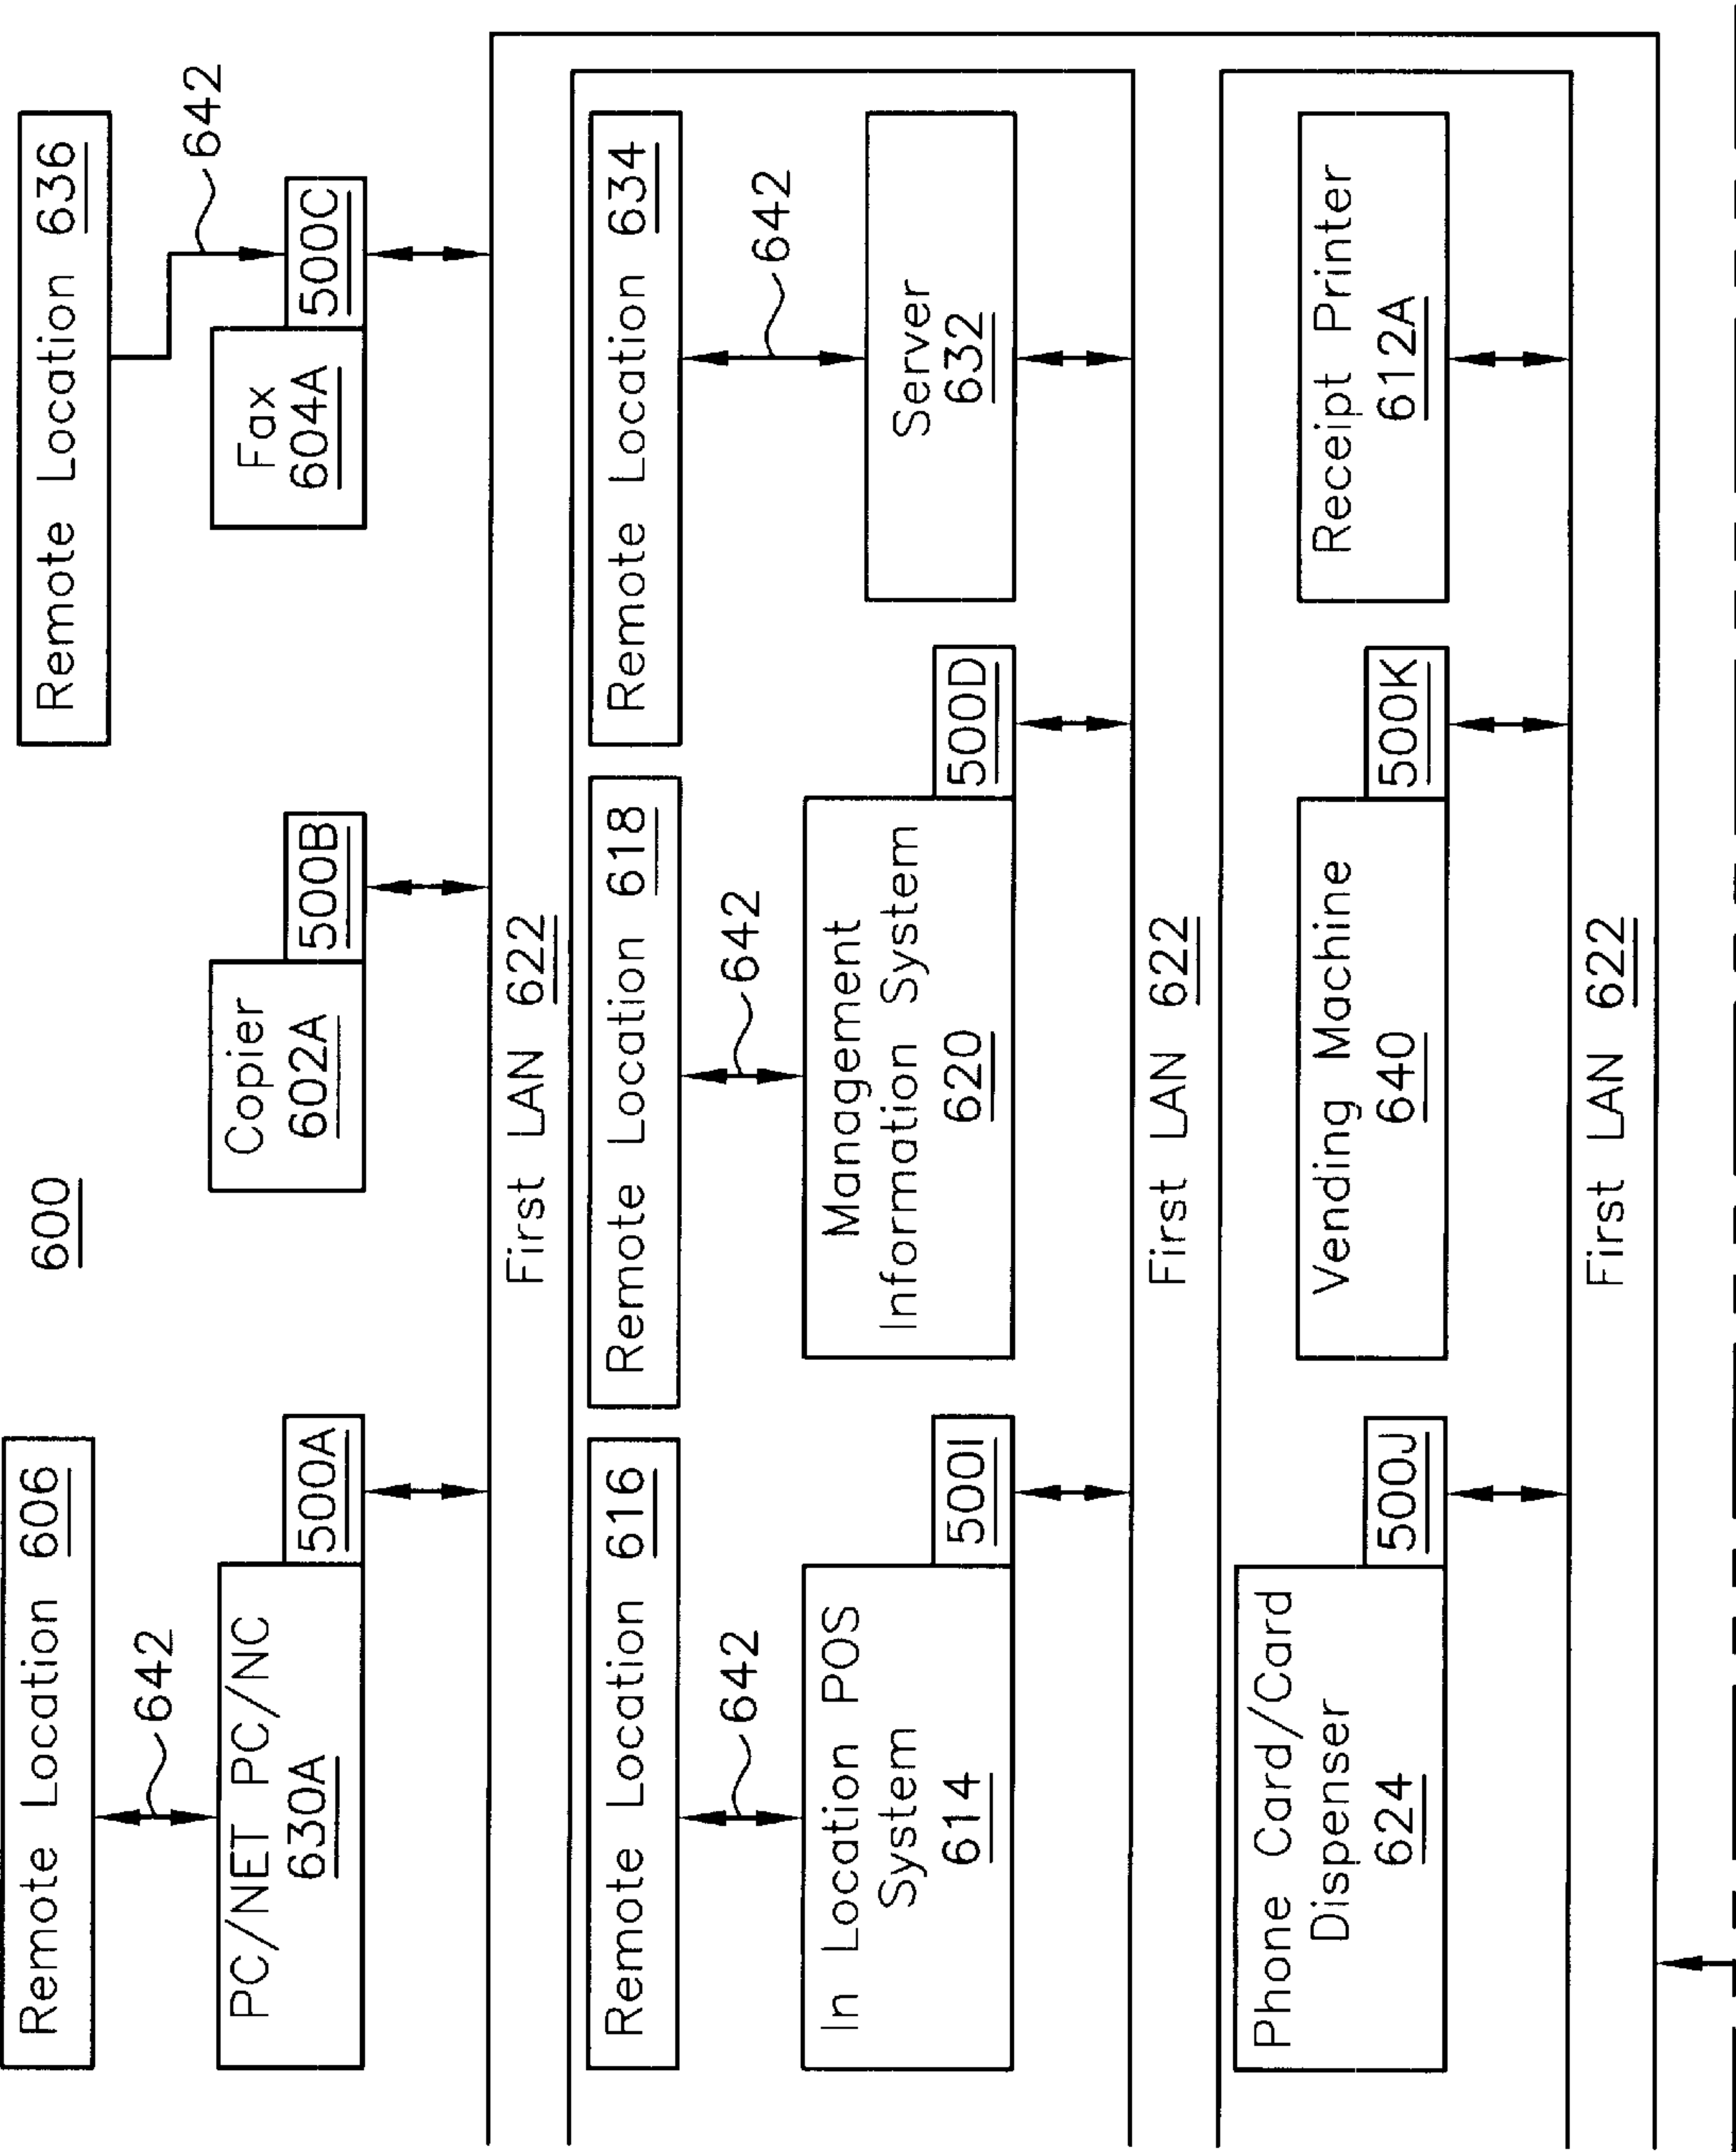 600
Remote Location 606
642
PC/NET PC/NC
630A
500A
Copier
602A
500B
Remote Location 636
642
Fax
604A
500C
First LAN 622
Remote Location 616
642
In Location POS
System
614
500I
Remote Location 618
642
Management
Information System
620
500D
Remote Location 634
642
Server
632
First LAN 622
Phone Card/Card
Dispenser
624
500J
Vending Machine
640
500K
Receipt Printer
612A
First LAN 622